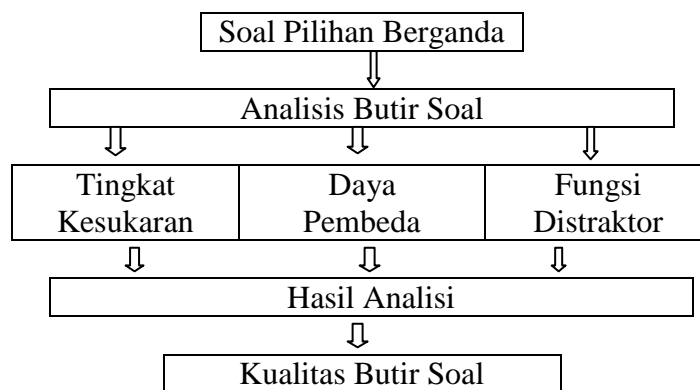 Soal Pilihan Berganda
Analisis Butir Soal
Tingkat
Kesukaran
Daya
Pembeda
Fungsi
Distraktor
Hasil Analisi
Kualitas Butir Soal